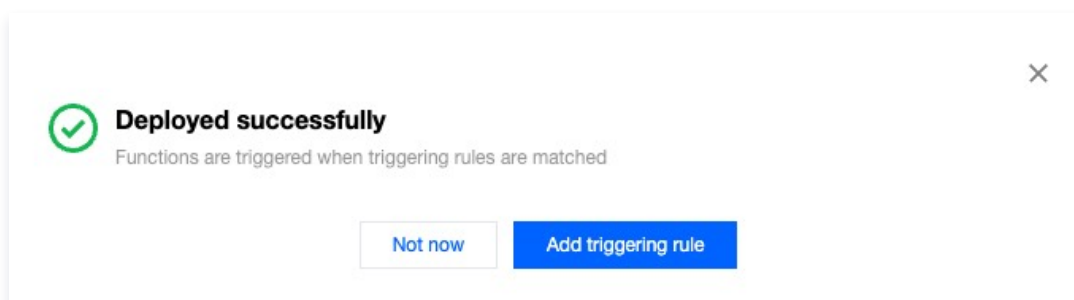 Deployed successfully
Functions are triggered when triggering rules are matched
Not now
Add triggering rule